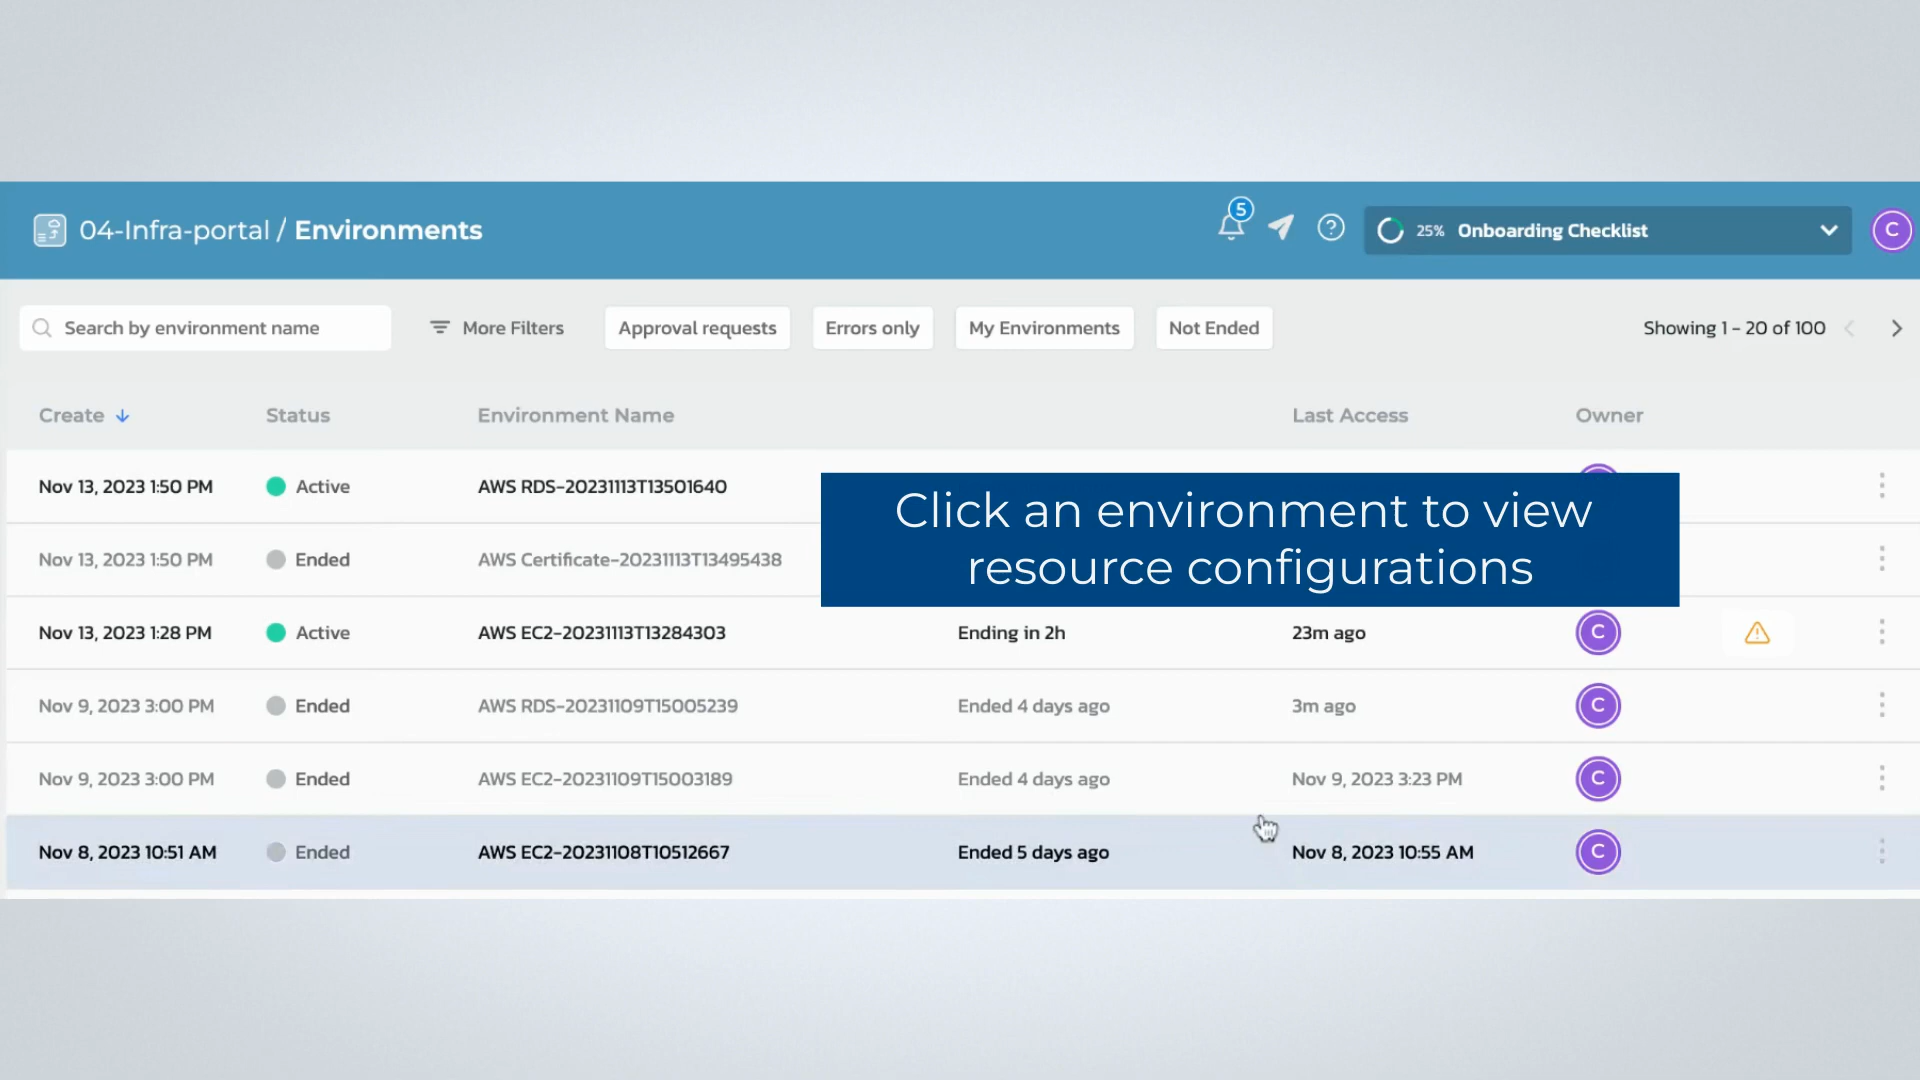 04-Infra-portal / Environments
5
?
25% Onboarding Checklist
C
Search by environment name
More Filters
Approval requests
Errors only
My Environments
Not Ended
Showing 1 - 20 of 100
Create Status Environment Name Last Access Owner
Nov 13, 2023 1:50 PM Active AWS RDS-20231113T13501640
Click an environment to view
resource configurations
Nov 13, 2023 1:50 PM Ended AWS Certificate-20231113T13495438
Nov 13, 2023 1:28 PM Active AWS EC2-20231113T13284303 Ending in 2h 23m ago C
Nov 9, 2023 3:00 PM Ended AWS RDS-20231109T15005239 Ended 4 days ago 3m ago C
Nov 9, 2023 3:00 PM Ended AWS EC2-20231109T15003189 Ended 4 days ago Nov 9, 2023 3:23 PM C
Nov 8, 2023 10:51 AM Ended AWS EC2-20231108T10512667 Ended 5 days ago Nov 8, 2023 10:55 AM C